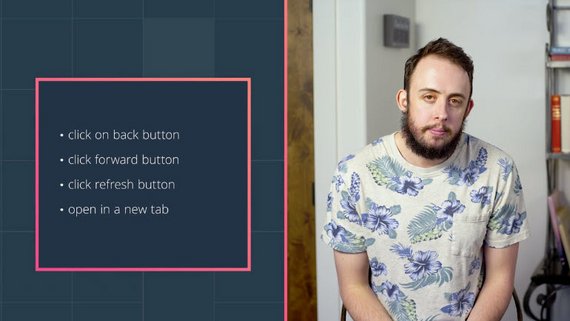 • click on back button
• click forward button
• click refresh button
• open in a new tab